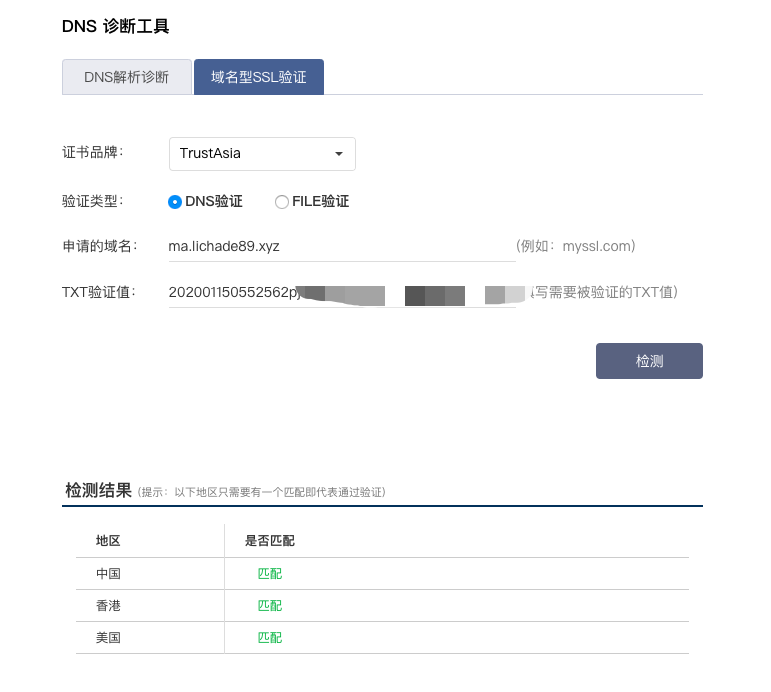 DNS 诊断工具
DNS解析诊断 域名型SSL验证
证书品牌： TrustAsia
验证类型： DNS验证 FILE验证
申请的域名： ma.lichade89.xyz (例如：myssl.com)
TXT验证值： 202001150552562p 写需要被验证的TXT值)
检测
检测结果 (提示：以下地区只需要有一个匹配即代表通过验证)
地区 是否匹配
中国 匹配
香港 匹配
美国 匹配